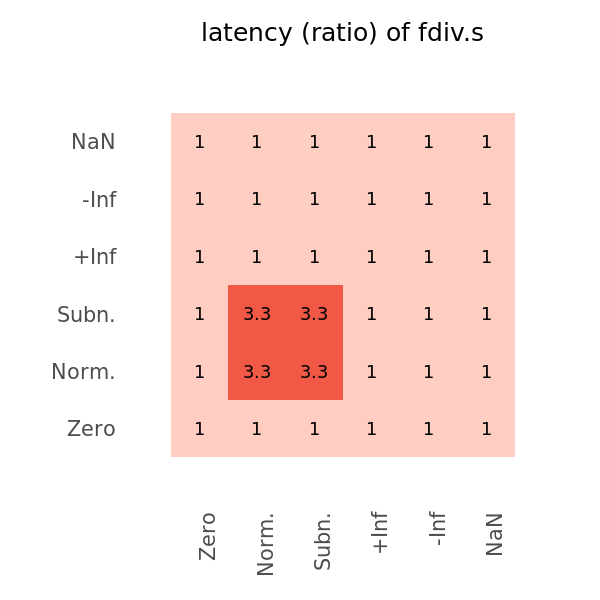 latency (ratio) of fdiv.s
NaN 1 1 1 1 1 1
-Inf 1 1 1 1 1 1
+Inf 1 1 1 1 1 1
Subn. 1 3.3 3.3 1 1 1
Norm. 1 3.3 3.3 1 1 1
Zero 1 1 1 1 1 1
Zero Norm. Subn. +Inf -Inf NaN